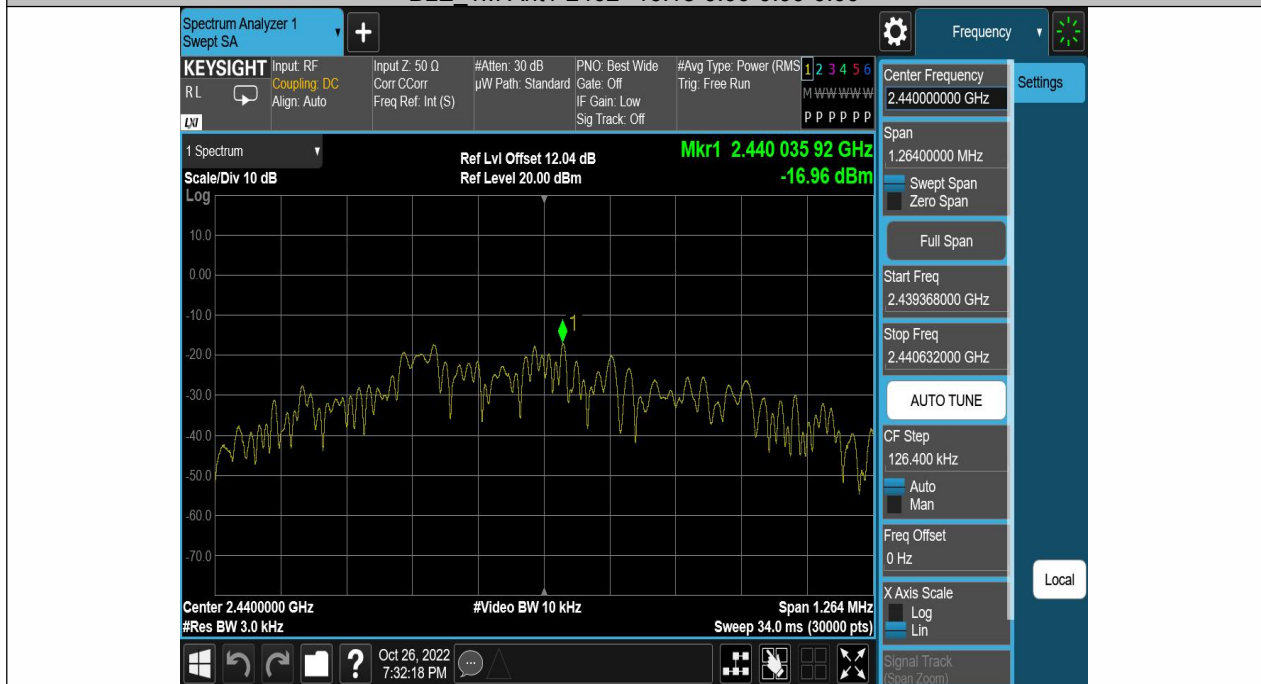 Spectrum Analyzer 1
Swept SA
Frequency
KEYSIGHT
RL
LXI
Input: RF
Coupling: DC
Align: Auto
Input Z: 50 Ω
Corr CCorr
Freq Ref: Int (S)
#Atten: 30 dB
µW Path: Standard
PNO: Best Wide
Gate: Off
IF Gain: Low
Sig Track: Off
#Avg Type: Power (RMS
Trig: Free Run
1 2 3 4 5 6
M W W W W W
P P P P P P
1 Spectrum
Scale/Div 10 dB
Log
Ref Lvl Offset 12.04 dB
Ref Level 20.00 dBm
Mkr1 2.440 035 92 GHz
-16.96 dBm
10.0
0.00
-10.0
-20.0
-30.0
-40.0
-50.0
-60.0
-70.0
1
Center 2.4400000 GHz
#Res BW 3.0 kHz
#Video BW 10 kHz
Span 1.264 MHz
Sweep 34.0 ms (30000 pts)
?
Oct 26, 2022
7:32:18 PM
Center Frequency
2.440000000 GHz
Span
1.26400000 MHz
Swept Span
Zero Span
Full Span
Start Freq
2.439368000 GHz
Stop Freq
2.440632000 GHz
AUTO TUNE
CF Step
126.400 kHz
Auto
Man
Freq Offset
0 Hz
X Axis Scale
Log
Lin
Signal Track
(Span Zoom)
Settings
Local